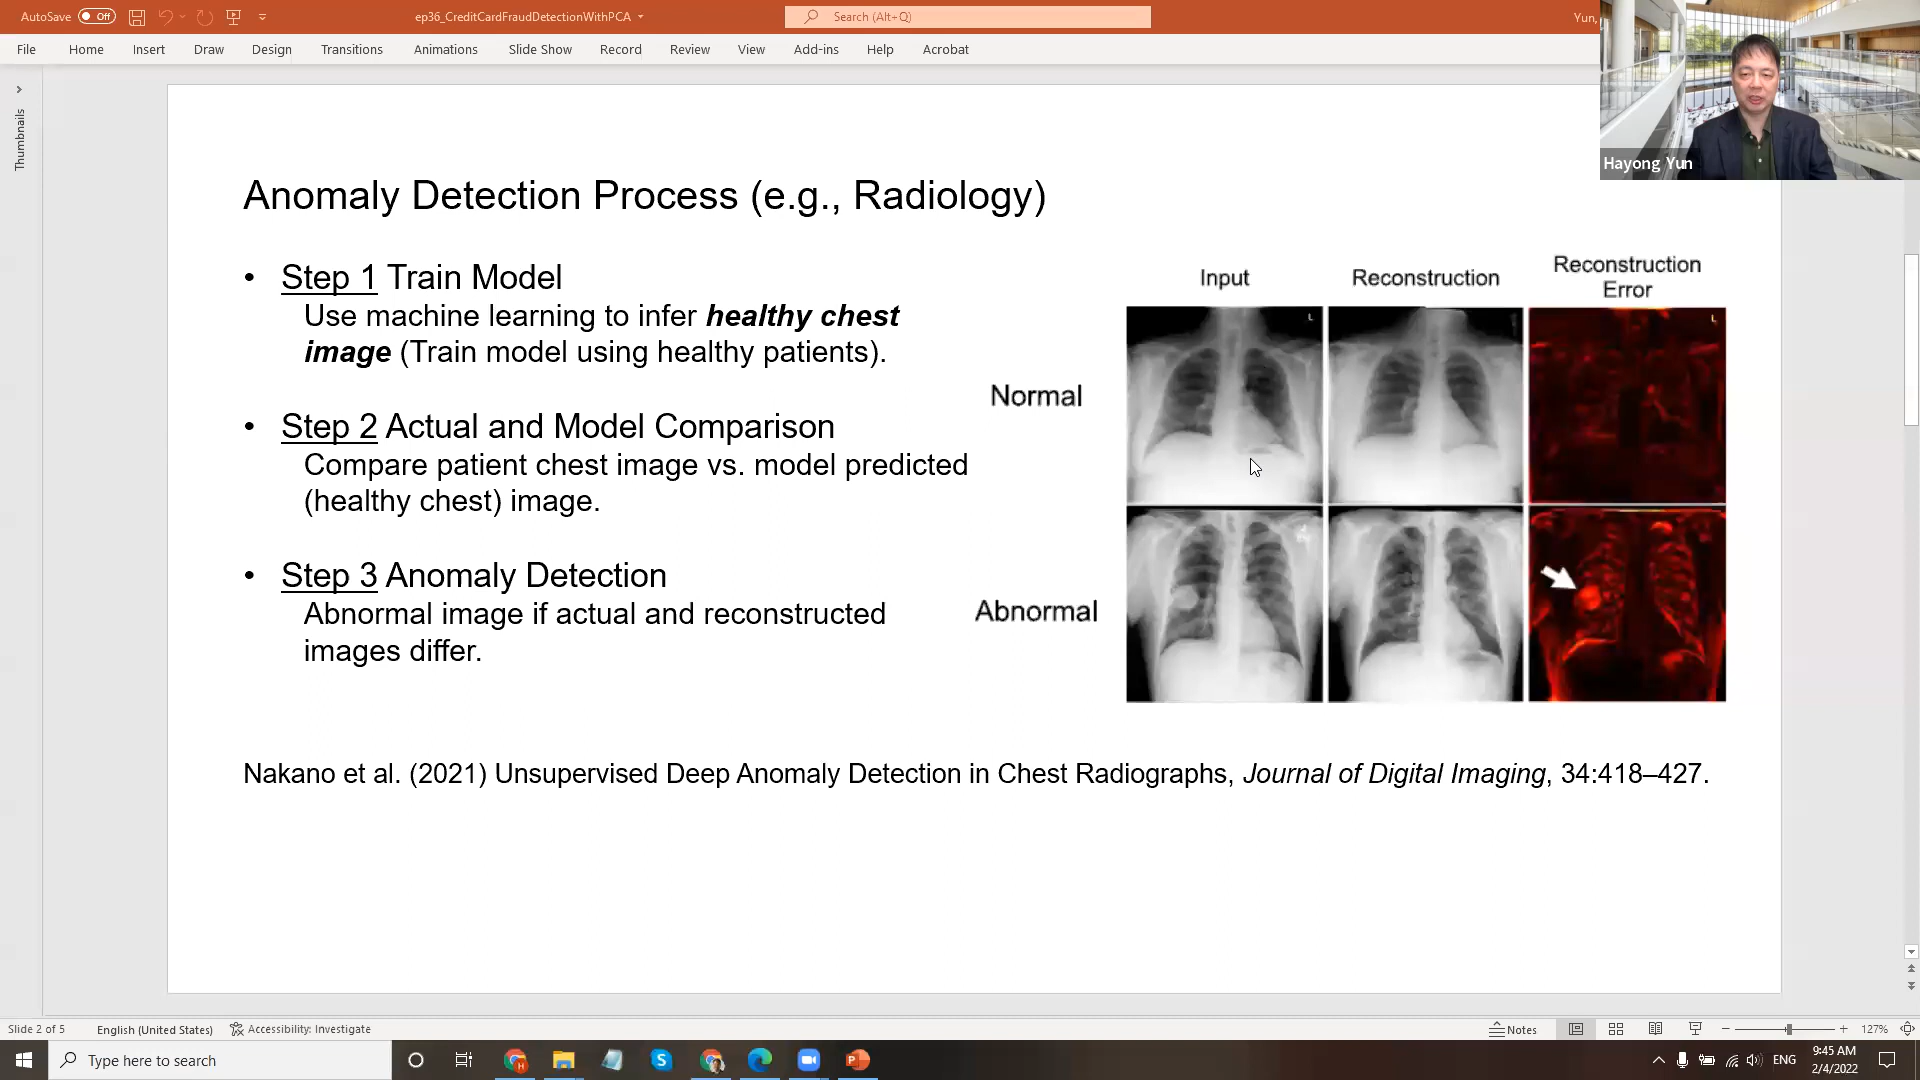 AutoSave Off
ep36_CreditCardFraudDetectionWithPCA
Search (Alt+Q)
Yun,
File Home Insert Draw Design Transitions Animations Slide Show Record Review View Add-ins Help Acrobat
Hayong Yun
Thumbnails
Anomaly Detection Process (e.g., Radiology)
• Step 1 Train Model
Use machine learning to infer healthy chest
image (Train model using healthy patients).
• Step 2 Actual and Model Comparison
Compare patient chest image vs. model predicted
(healthy chest) image.
• Step 3 Anomaly Detection
Abnormal image if actual and reconstructed
images differ.
Input
Reconstruction
Reconstruction
Error
Normal
L
L
Abnormal
Nakano et al. (2021) Unsupervised Deep Anomaly Detection in Chest Radiographs, Journal of Digital Imaging, 34:418–427.
Slide 2 of 5
English (United States)
Accessibility: Investigate
Notes
127%
Type here to search
ENG
9:45 AM
2/4/2022